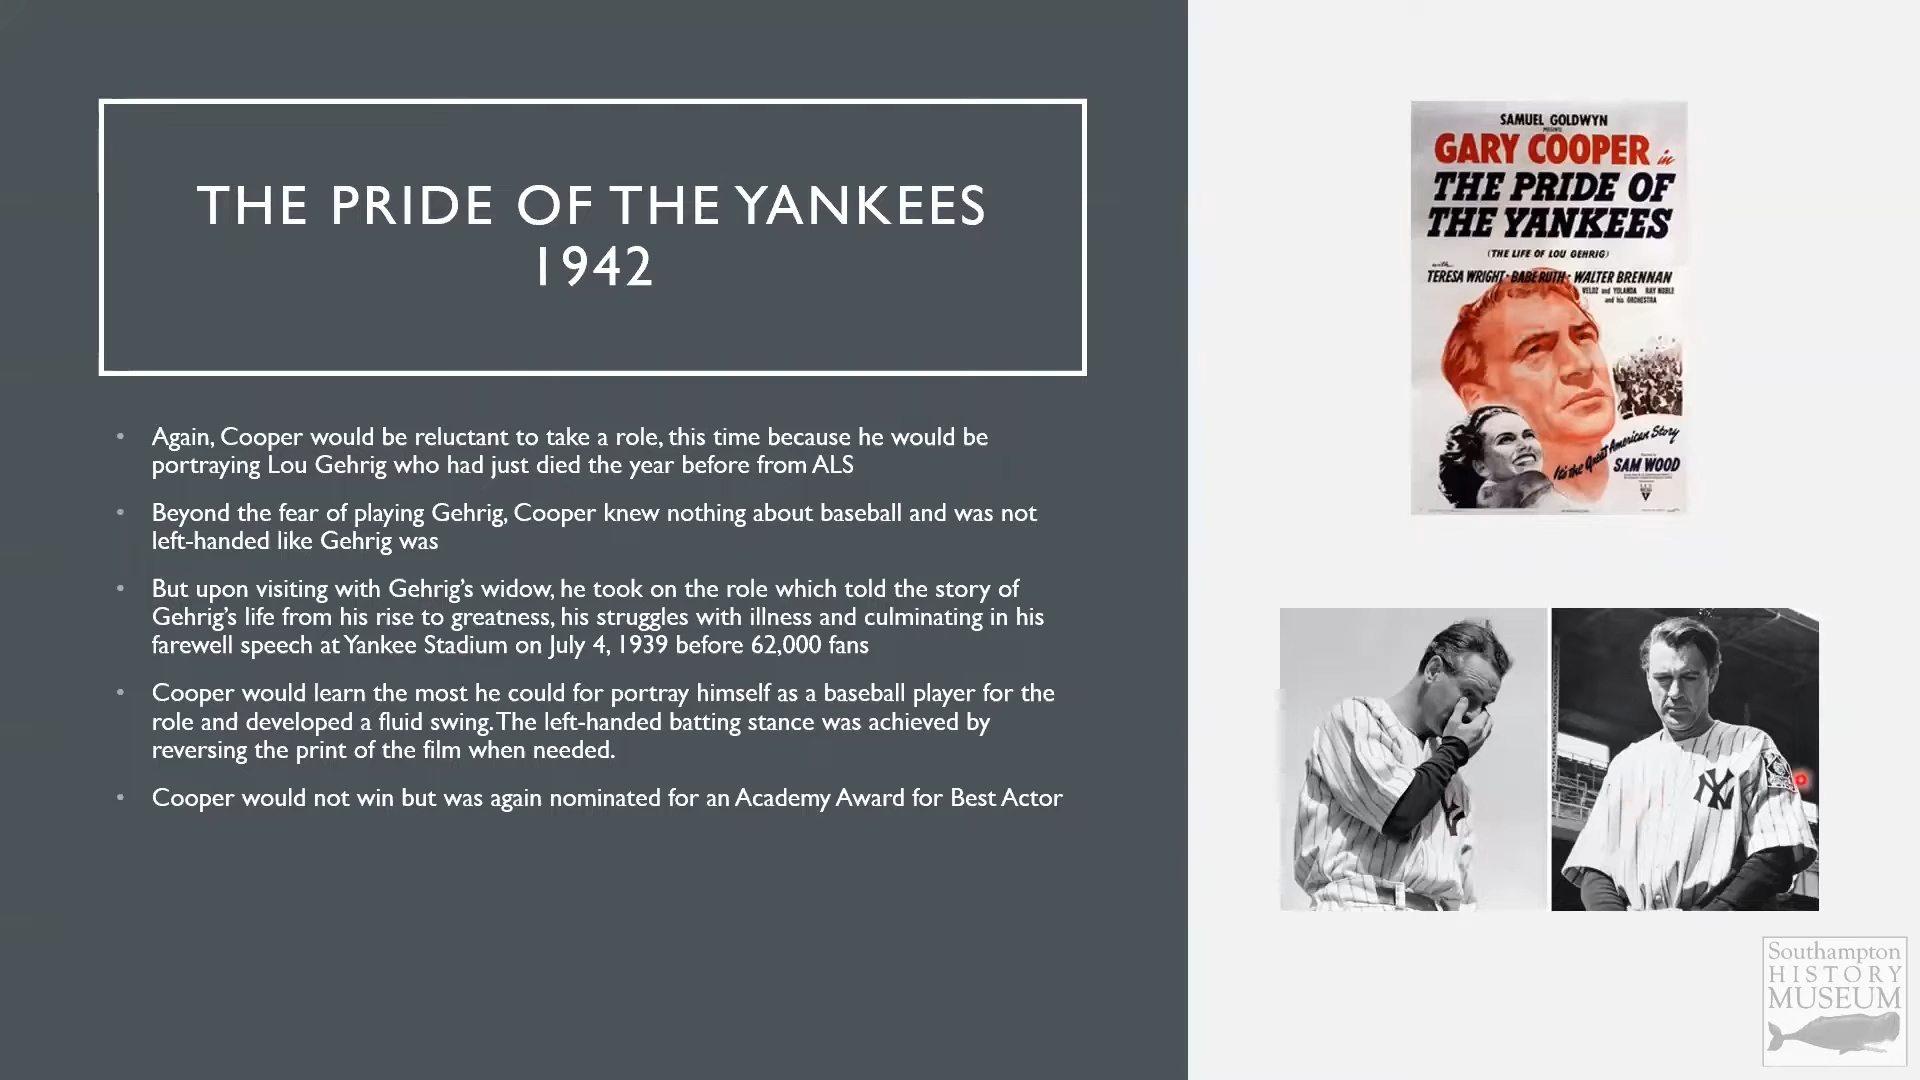 THE PRIDE OF THE YANKEES
1942
• Again, Cooper would be reluctant to take a role, this time because he would be
portraying Lou Gehrig who had just died the year before from ALS
• Beyond the fear of playing Gehrig, Cooper knew nothing about baseball and was not
left-handed like Gehrig was
• But upon visiting with Gehrig's widow, he took on the role which told the story of
Gehrig's life from his rise to greatness, his struggles with illness and culminating in his
farewell speech at Yankee Stadium on July 4, 1939 before 62,000 fans
• Cooper would learn the most he could for portray himself as a baseball player for the
role and developed a fluid swing. The left-handed batting stance was achieved by
reversing the print of the film when needed.
• Cooper would not win but was again nominated for an Academy Award for Best Actor
SAMUEL GOLDWYN
PRESENTS
GARY COOPER in
THE PRIDE OF
THE YANKEES
(THE LIFE OF LOU GEHRIG)
with
TERESA WRIGHT · BABE RUTH · WALTER BRENNAN
VELOZ and YOLANDA RAY NOBLE
and his ORCHESTRA
It's the Great American Story
SAM WOOD
NY
Southampton
HISTORY
MUSEUM